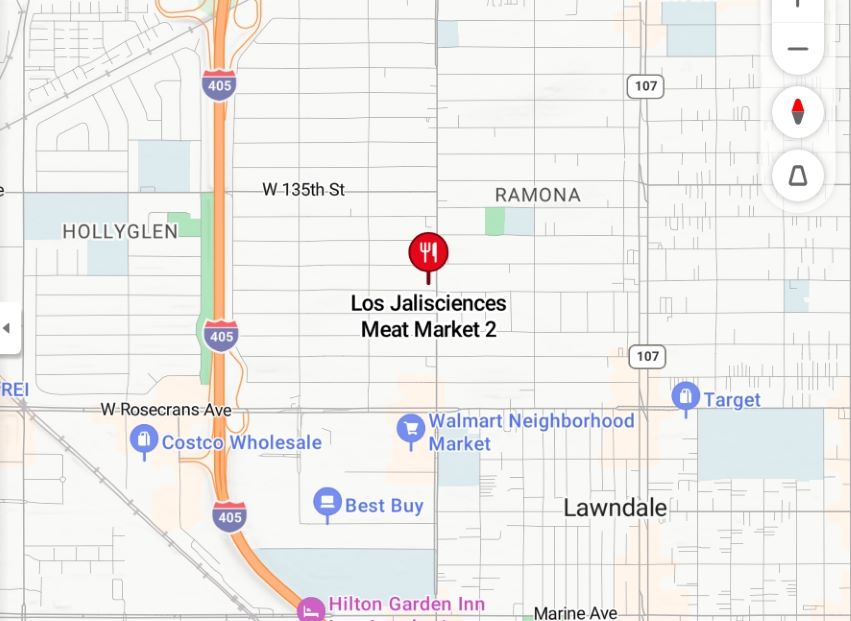 405
107
W 135th St
RAMONA
HOLLYGLEN
Los Jalisciences
Meat Market 2
405
107
REI
Target
W Rosecrans Ave
Walmart Neighborhood
Market
Costco Wholesale
Best Buy
Lawndale
405
Hilton Garden Inn
Marine Ave